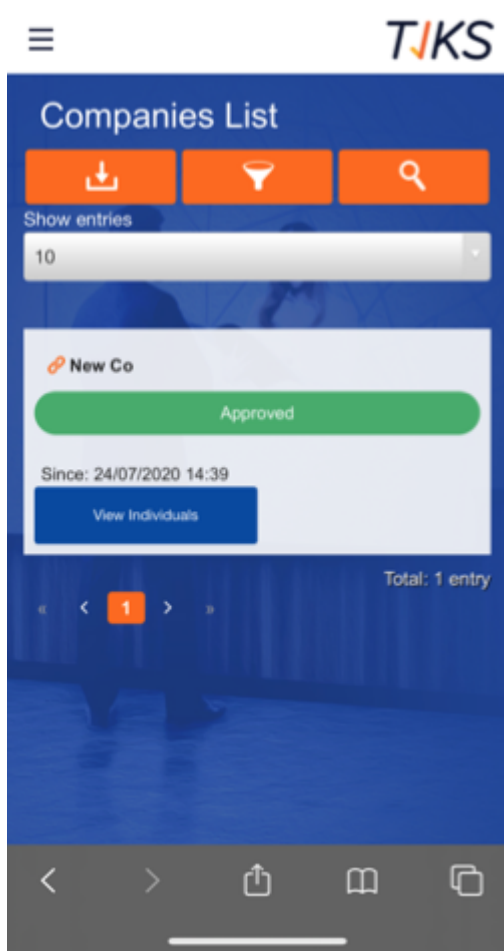 TJKS
Companies List
Show entries
10
New Co
Approved
Since: 24/07/2020 14:39
View Individuals
Total: 1 entry
« < 1 > »